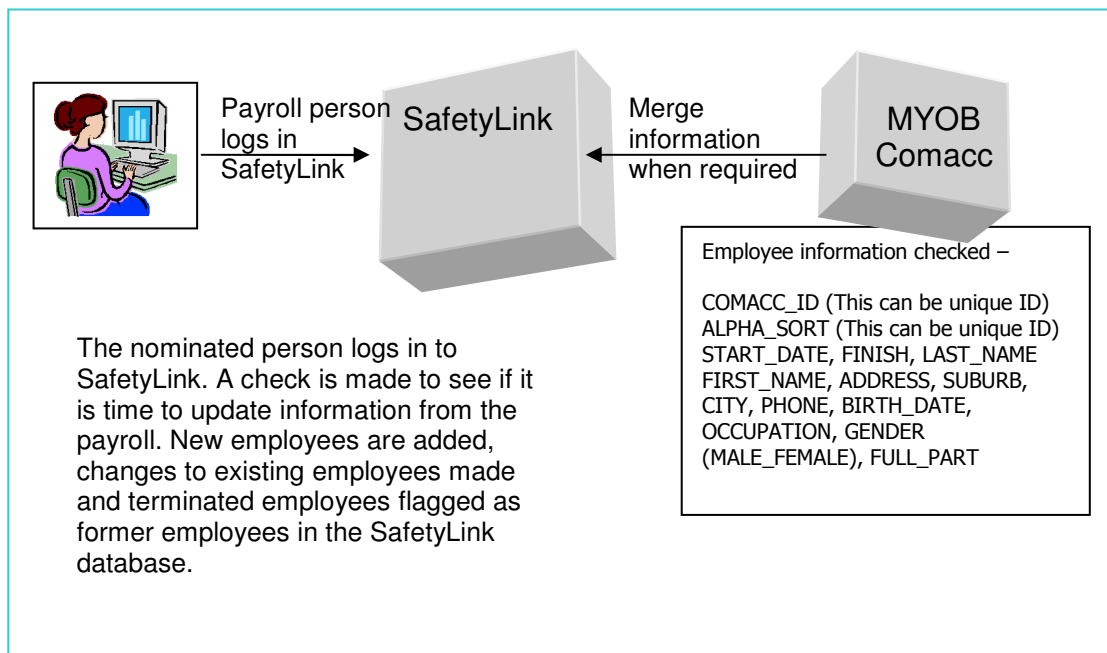 Payroll person
logs in
SafetyLink
SafetyLink
Merge
information
when required
MYOB
Comacc
Employee information checked –
COMACC_ID (This can be unique ID)
ALPHA_SORT (This can be unique ID)
START_DATE, FINISH, LAST_NAME
FIRST_NAME, ADDRESS, SUBURB,
CITY, PHONE, BIRTH_DATE,
OCCUPATION, GENDER
(MALE_FEMALE), FULL_PART
The nominated person logs in to
SafetyLink. A check is made to see if it
is time to update information from the
payroll. New employees are added,
changes to existing employees made
and terminated employees flagged as
former employees in the SafetyLink
database.